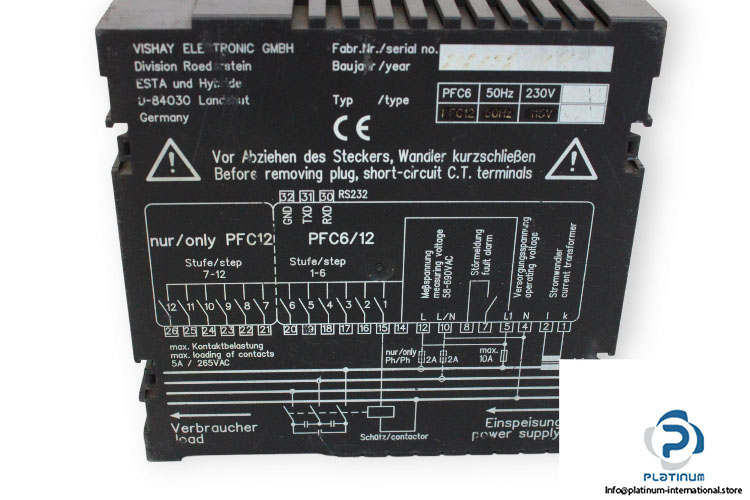 VISHAY ELECTRONIC GMBH
Division Roederstein
ESTA und Hybride
D-84030 Landshut
Germany
Fabr.Nr./serial no.
Baujahr/year
Typ /type
PFC6 50Hz 230V
PFC12 60Hz 115V
CE
Vor Abziehen des Steckers, Wandler kurzschließen
Before removing plug, short-circuit C.T. terminals
32 31 30 RS232
GND TXD RXD
nur/only PFC12
Stufe/step
7-12
PFC6/12
Stufe/step
1-6
Meßspannung
measuring voltage
58-690VAC
Störmeldung
fault alarm
Versorgungsspannung
operating voltage
Stromwandler
current transformer
12 11 10 9 8 7 6 5 4 3 2 1
L L/N L1 N l k
26 25 24 23 22 21 20 19 18 17 16 15 14 12 10 8 7 5 4 2 1
max. Kontaktbelastung
max. loading of contacts
5A / 265VAC
nur/only
Ph/Ph
2A 2A
max.
10A
Verbraucher
load
Schütz/contactor
Einspeisung
power supply
PLATINUM
Info@platinum-international.store